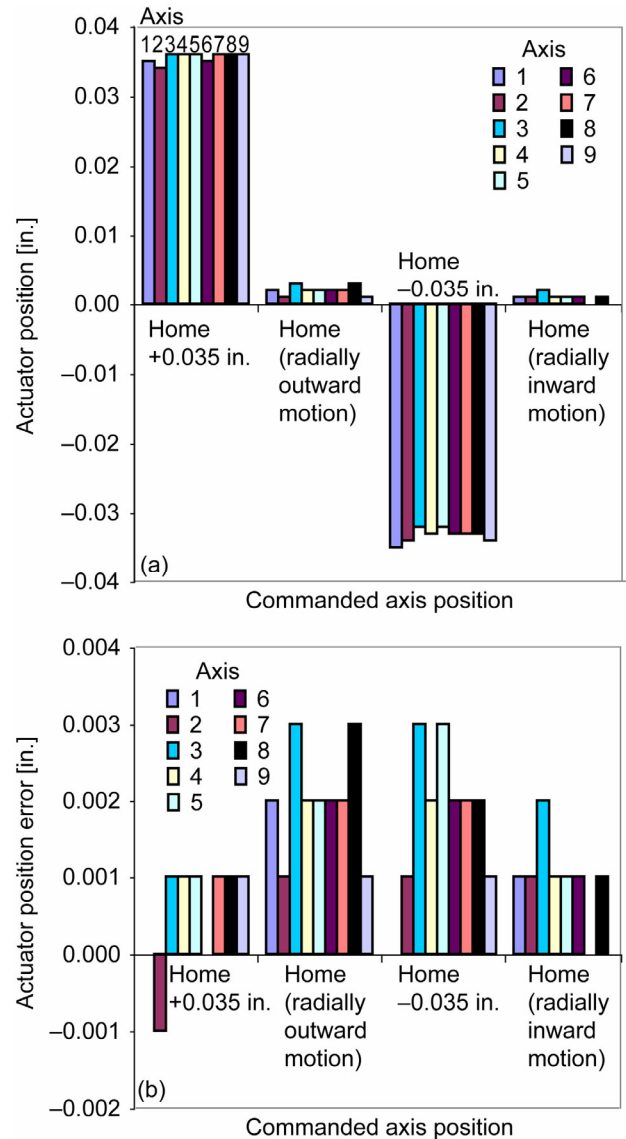 Axis
0.04
123456789
Axis
0.03
1
6
2
7
0.02
3
8
4
9
5
0.01
Home
−0.035 in.
0.00
Home
+0.035 in.
Home
(radially
outward
motion)
Home
(radially
inward
motion)
−0.01
−0.02
−0.03
−0.04
(a)
Actuator position [in.]
Commanded axis position
0.004
Axis
1
6
2
7
0.003
3
8
4
9
5
0.002
0.001
0.000
Home
+0.035 in.
Home
(radially
outward
motion)
Home
−0.035 in.
Home
(radially
inward
motion)
−0.001
−0.002
(b)
Actuator position error [in.]
Commanded axis position